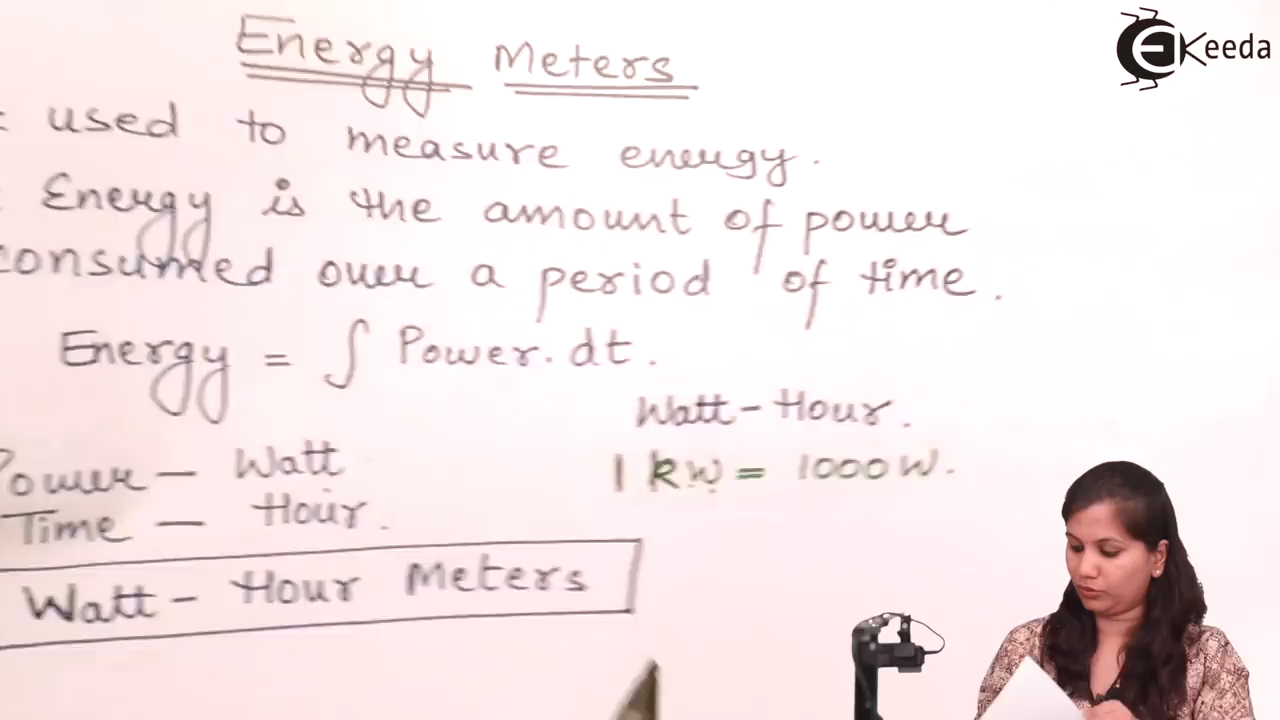 Energy Meters
EKeeda
: used to measure energy.
: Energy is the amount of power
consumed over a period of time.
Energy = ∫ Power. dt.
Watt - Hour.
1 kW = 1000 W.
Power — Watt
Time — Hour.
Watt - Hour Meters